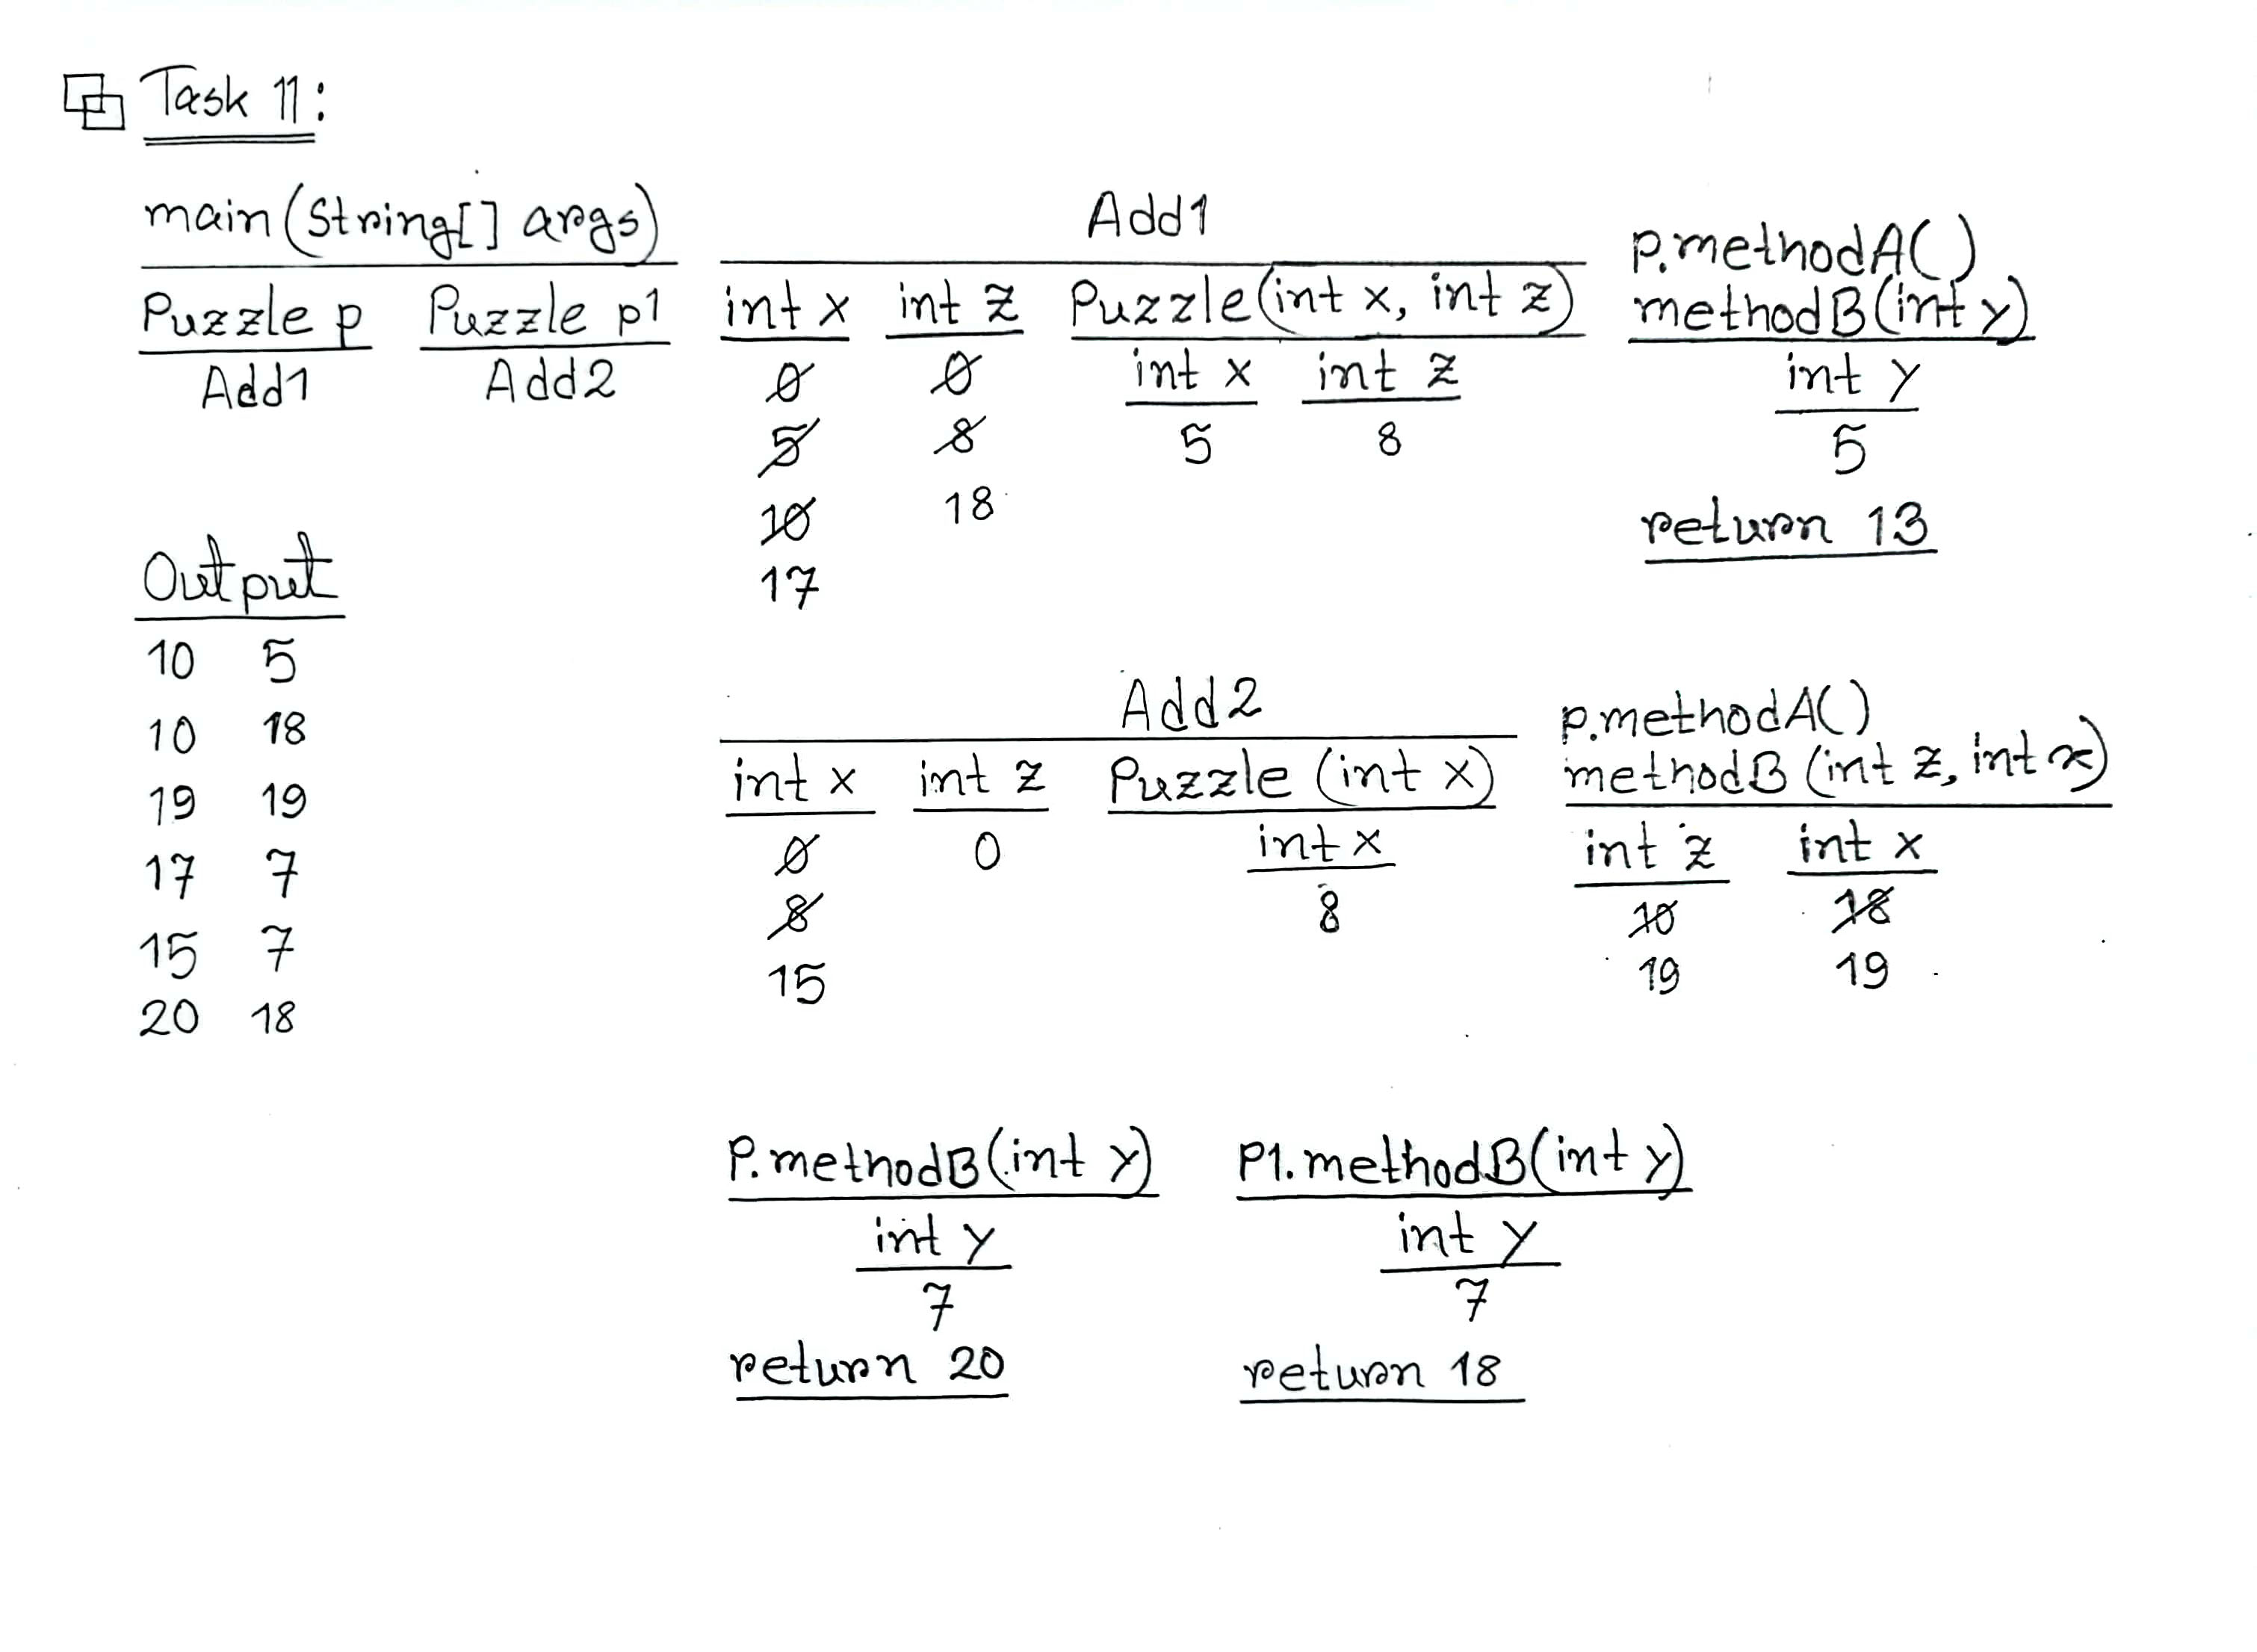 Task 11:
main(String[] args)
Puzzle p Puzzle p1
Add1 Add2
Output
10 5
10 18
19 19
17 7
15 7
20 18
Add1
int x int z Puzzle(int x, int z)
0 0 int x int z
5 8 5 8
10 18
17
p.methodA()
methodB(int y)
int y
5
return 13
Add2
int x int z Puzzle (int x)
0 0 int x
8 8
15
p.methodA()
methodB (int z, int x)
int z int x
10 18
19 19
P.methodB(int y)
int y
7
return 20
P1.methodB(int y)
int y
7
return 18